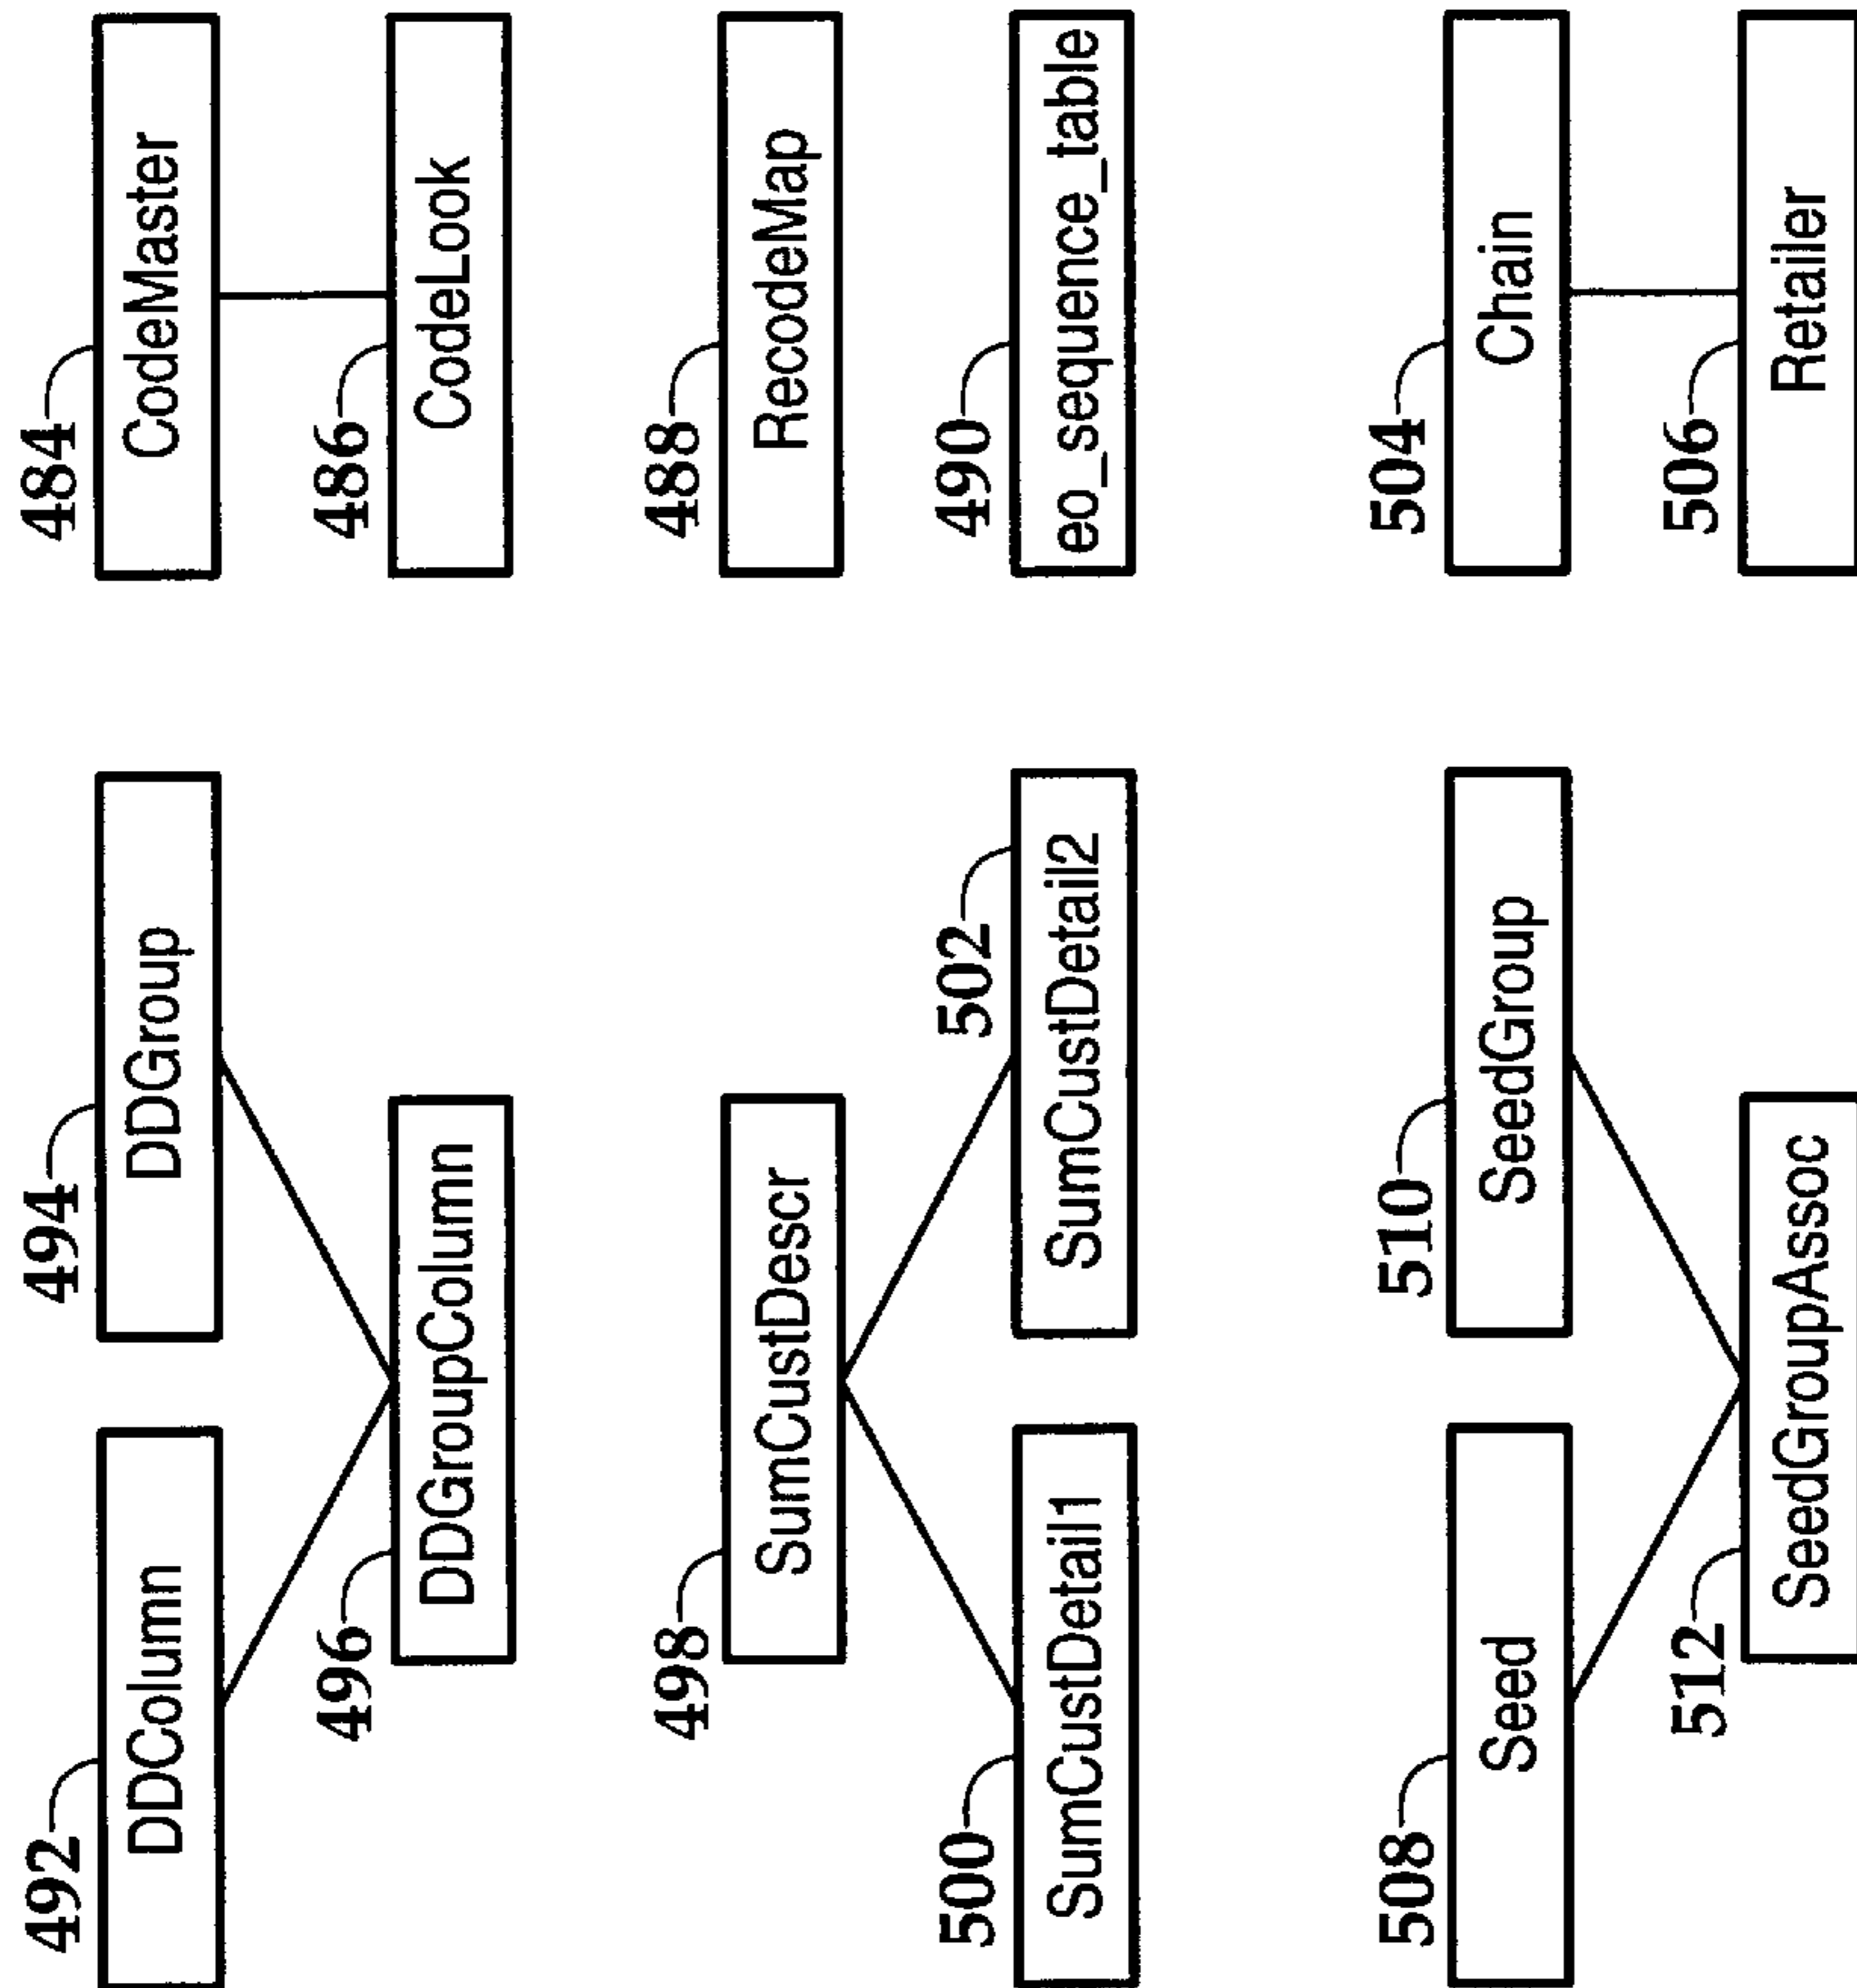 492
DDColumn
494
DDGroup
484
CodeMaster
496
DDGroupColumn
486
CodeLook
498
SumCustDescr
488
RecodeMap
500
SumCustDetail1
502
SumCustDetail2
490
eo_sequence_table
508
Seed
510
SeedGroup
504
Chain
512
SeedGroupAssoc
506
Retailer